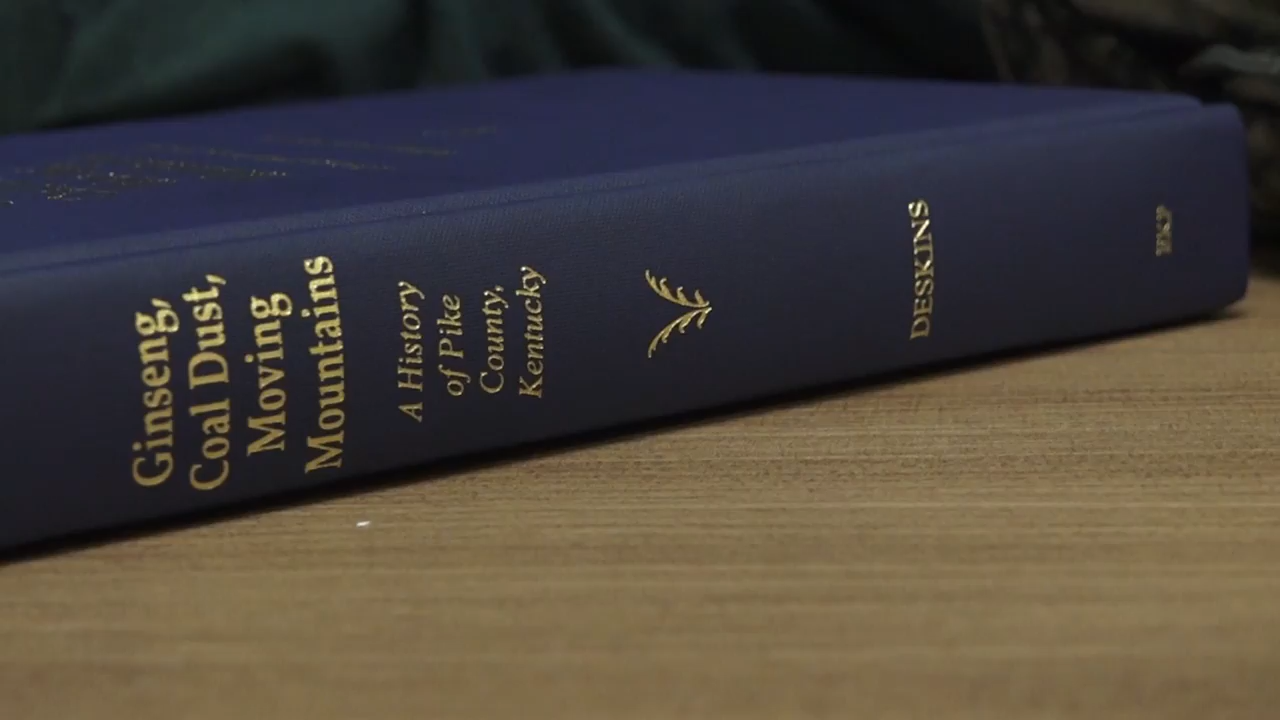 Ginseng,
Coal Dust,
Moving
Mountains
A History
of Pike
County,
Kentucky
DESKINS